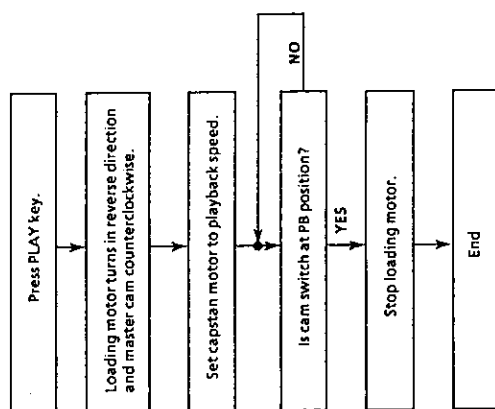 Press PLAY key.
Loading motor turns in reverse direction
and master cam counterclockwise.
Set capstan motor to playback speed.
Is cam switch at PB position?
NO
YES
Stop loading motor.
End